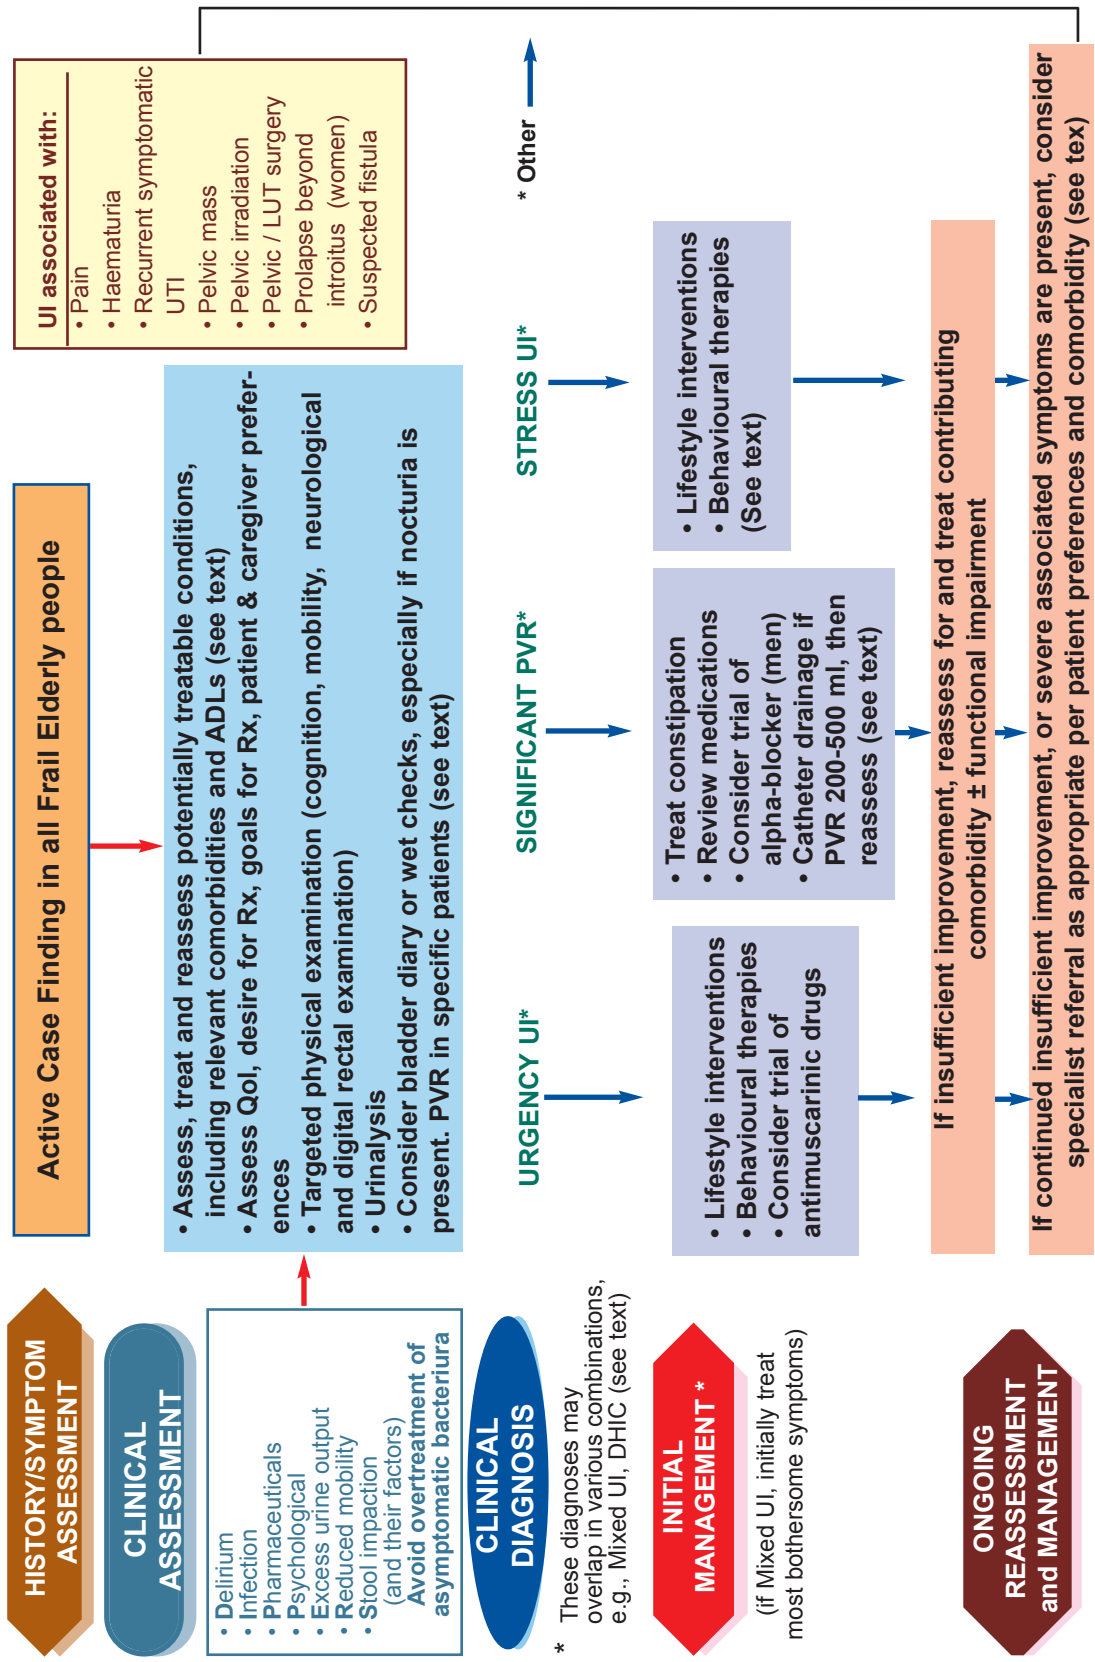 HISTORY/SYMPTOM
ASSESSMENT
Active Case Finding in all Frail Elderly people
UI associated with:
• Pain
• Haematuria
• Recurrent symptomatic
UTI
• Pelvic mass
• Pelvic irradiation
• Pelvic / LUT surgery
• Prolapse beyond
introitus (women)
• Suspected fistula
CLINICAL
ASSESSMENT
• Delirium
• Infection
• Pharmaceuticals
• Psychological
• Excess urine output
• Reduced mobility
• Stool impaction
(and their factors)
Avoid overtreatment of
asymptomatic bacteriura
• Assess, treat and reassess potentially treatable conditions,
including relevant comorbidities and ADLs (see text)
• Assess Qol, desire for Rx, goals for Rx, patient & caregiver prefer-
ences
• Targeted physical examination (cognition, mobility, neurological
and digital rectal examination)
• Urinalysis
• Consider bladder diary or wet checks, especially if nocturia is
present. PVR in specific patients (see text)
CLINICAL
DIAGNOSIS
* These diagnoses may
overlap in various combinations,
e.g., Mixed UI, DHIC (see text)
URGENCY UI*
SIGNIFICANT PVR*
STRESS UI*
* Other
INITIAL
MANAGEMENT *
(if Mixed UI, initially treat
most bothersome symptoms)
• Lifestyle interventions
• Behavioural therapies
• Consider trial of
antimuscarinic drugs
• Treat constipation
• Review medications
• Consider trial of
alpha-blocker (men)
• Catheter drainage if
PVR 200-500 ml, then
reassess (see text)
• Lifestyle interventions
• Behavioural therapies
(See text)
ONGOING
REASSESSMENT
and MANAGEMENT
If insufficient improvement, reassess for and treat contributing
comorbidity ± functional impairment
If continued insufficient improvement, or severe associated symptoms are present, consider
specialist referral as appropriate per patient preferences and comorbidity (see tex)